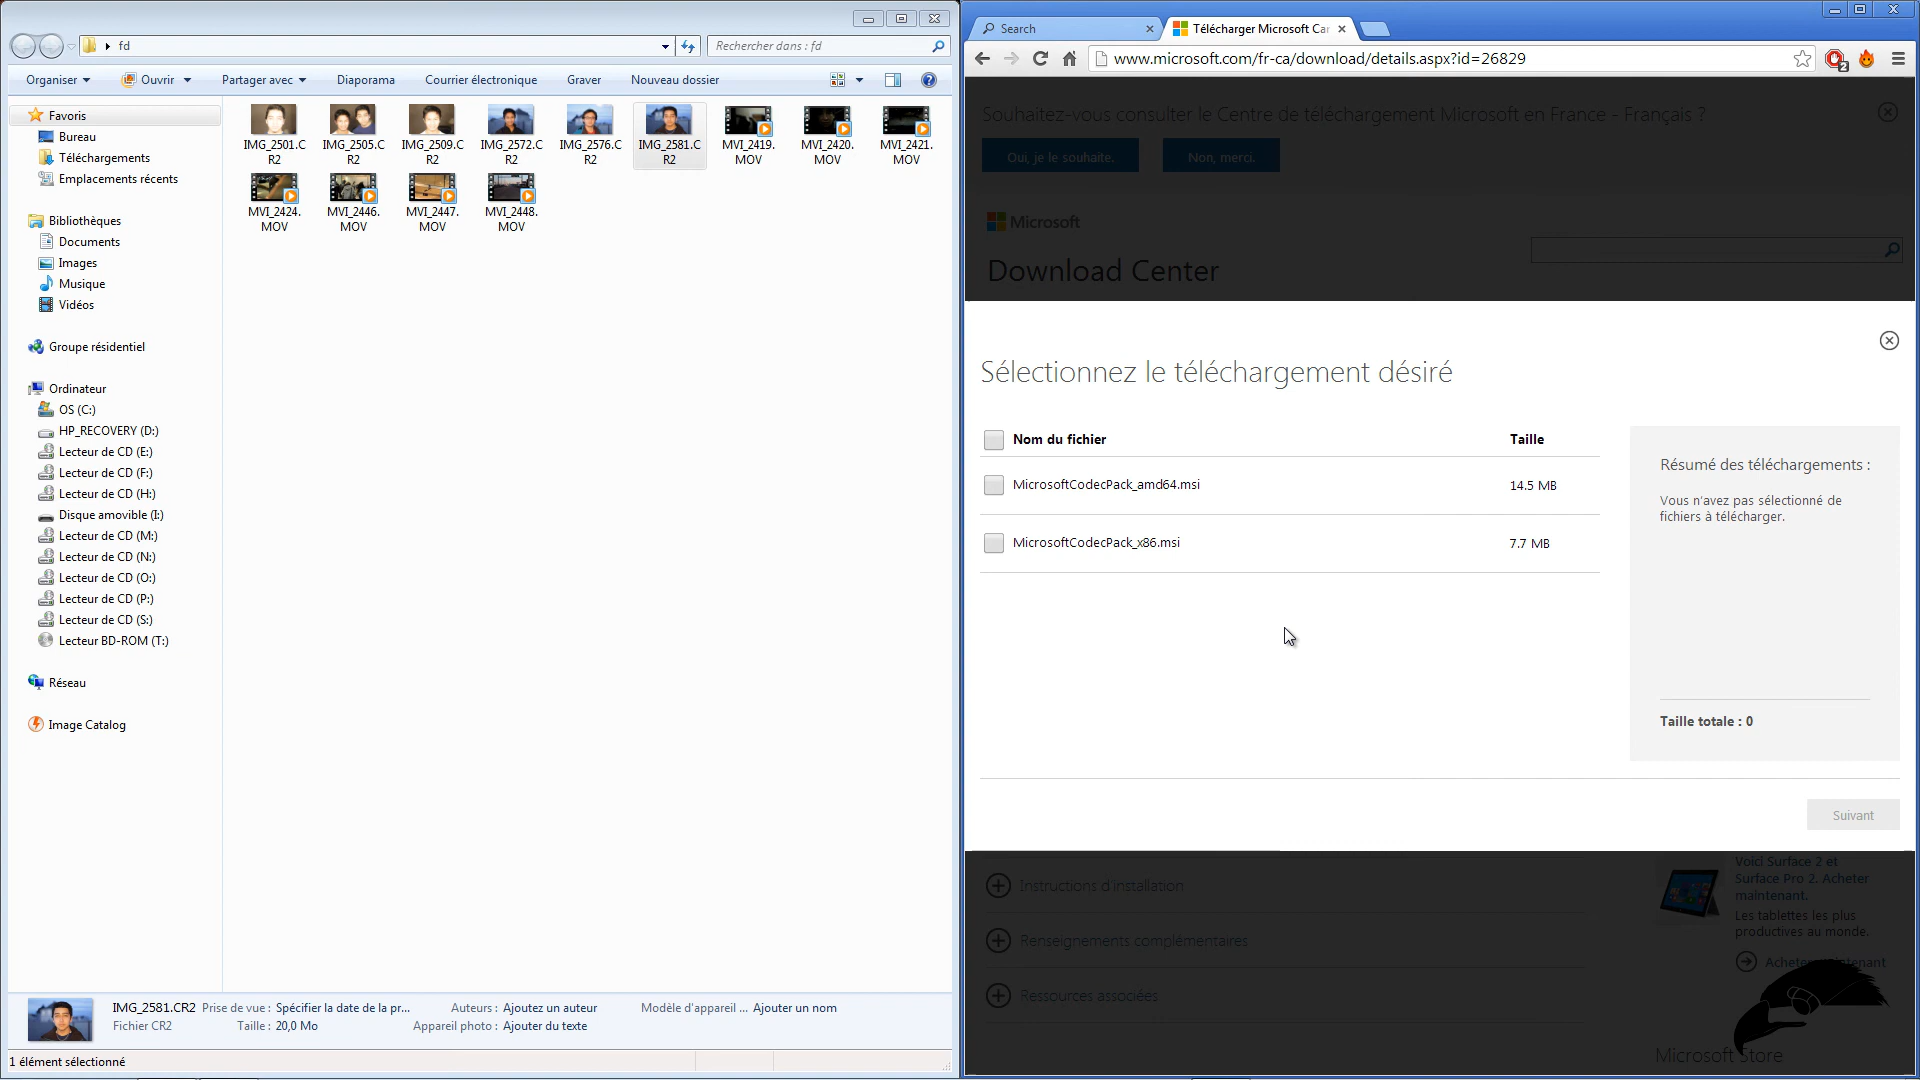 fd
Rechercher dans : fd
Organiser
Ouvrir
Partager avec
Diaporama
Courrier électronique
Graver
Nouveau dossier
Favoris
Bureau
Téléchargements
Emplacements récents
Bibliothèques
Documents
Images
Musique
Vidéos
Groupe résidentiel
Ordinateur
OS (C:)
HP_RECOVERY (D:)
Lecteur de CD (E:)
Lecteur de CD (F:)
Lecteur de CD (H:)
Disque amovible (I:)
Lecteur de CD (M:)
Lecteur de CD (N:)
Lecteur de CD (O:)
Lecteur de CD (P:)
Lecteur de CD (S:)
Lecteur BD-ROM (T:)
Réseau
Image Catalog
IMG_2501.C
R2
IMG_2505.C
R2
IMG_2509.C
R2
IMG_2572.C
R2
IMG_2576.C
R2
IMG_2581.C
R2
MVI_2419.
MOV
MVI_2420.
MOV
MVI_2421.
MOV
MVI_2424.
MOV
MVI_2446.
MOV
MVI_2447.
MOV
MVI_2448.
MOV
IMG_2581.CR2
Fichier CR2
Prise de vue : Spécifier la date de la pr...
Taille : 20,0 Mo
Auteurs : Ajoutez un auteur
Appareil photo : Ajouter du texte
Modèle d'appareil ... Ajouter un nom
1 élément sélectionné
Search
Télécharger Microsoft Car
www.microsoft.com/fr-ca/download/details.aspx?id=26829
2
Souhaitez-vous consulter le Centre de téléchargement Microsoft en France - Français ?
Oui, je le souhaite.
Non, merci.
Microsoft
Download Center
Sélectionnez le téléchargement désiré
Nom du fichier
Taille
MicrosoftCodecPack_amd64.msi
14.5 MB
MicrosoftCodecPack_x86.msi
7.7 MB
Résumé des téléchargements :
Vous n'avez pas sélectionné de
fichiers à télécharger.
Taille totale : 0
Suivant
Instructions d'installation
Renseignements complémentaires
Ressources associées
Voici Surface 2 et
Surface Pro 2. Acheter
maintenant.
Les tablettes les plus
productives au monde.
Acheter maintenant
Microsoft Store